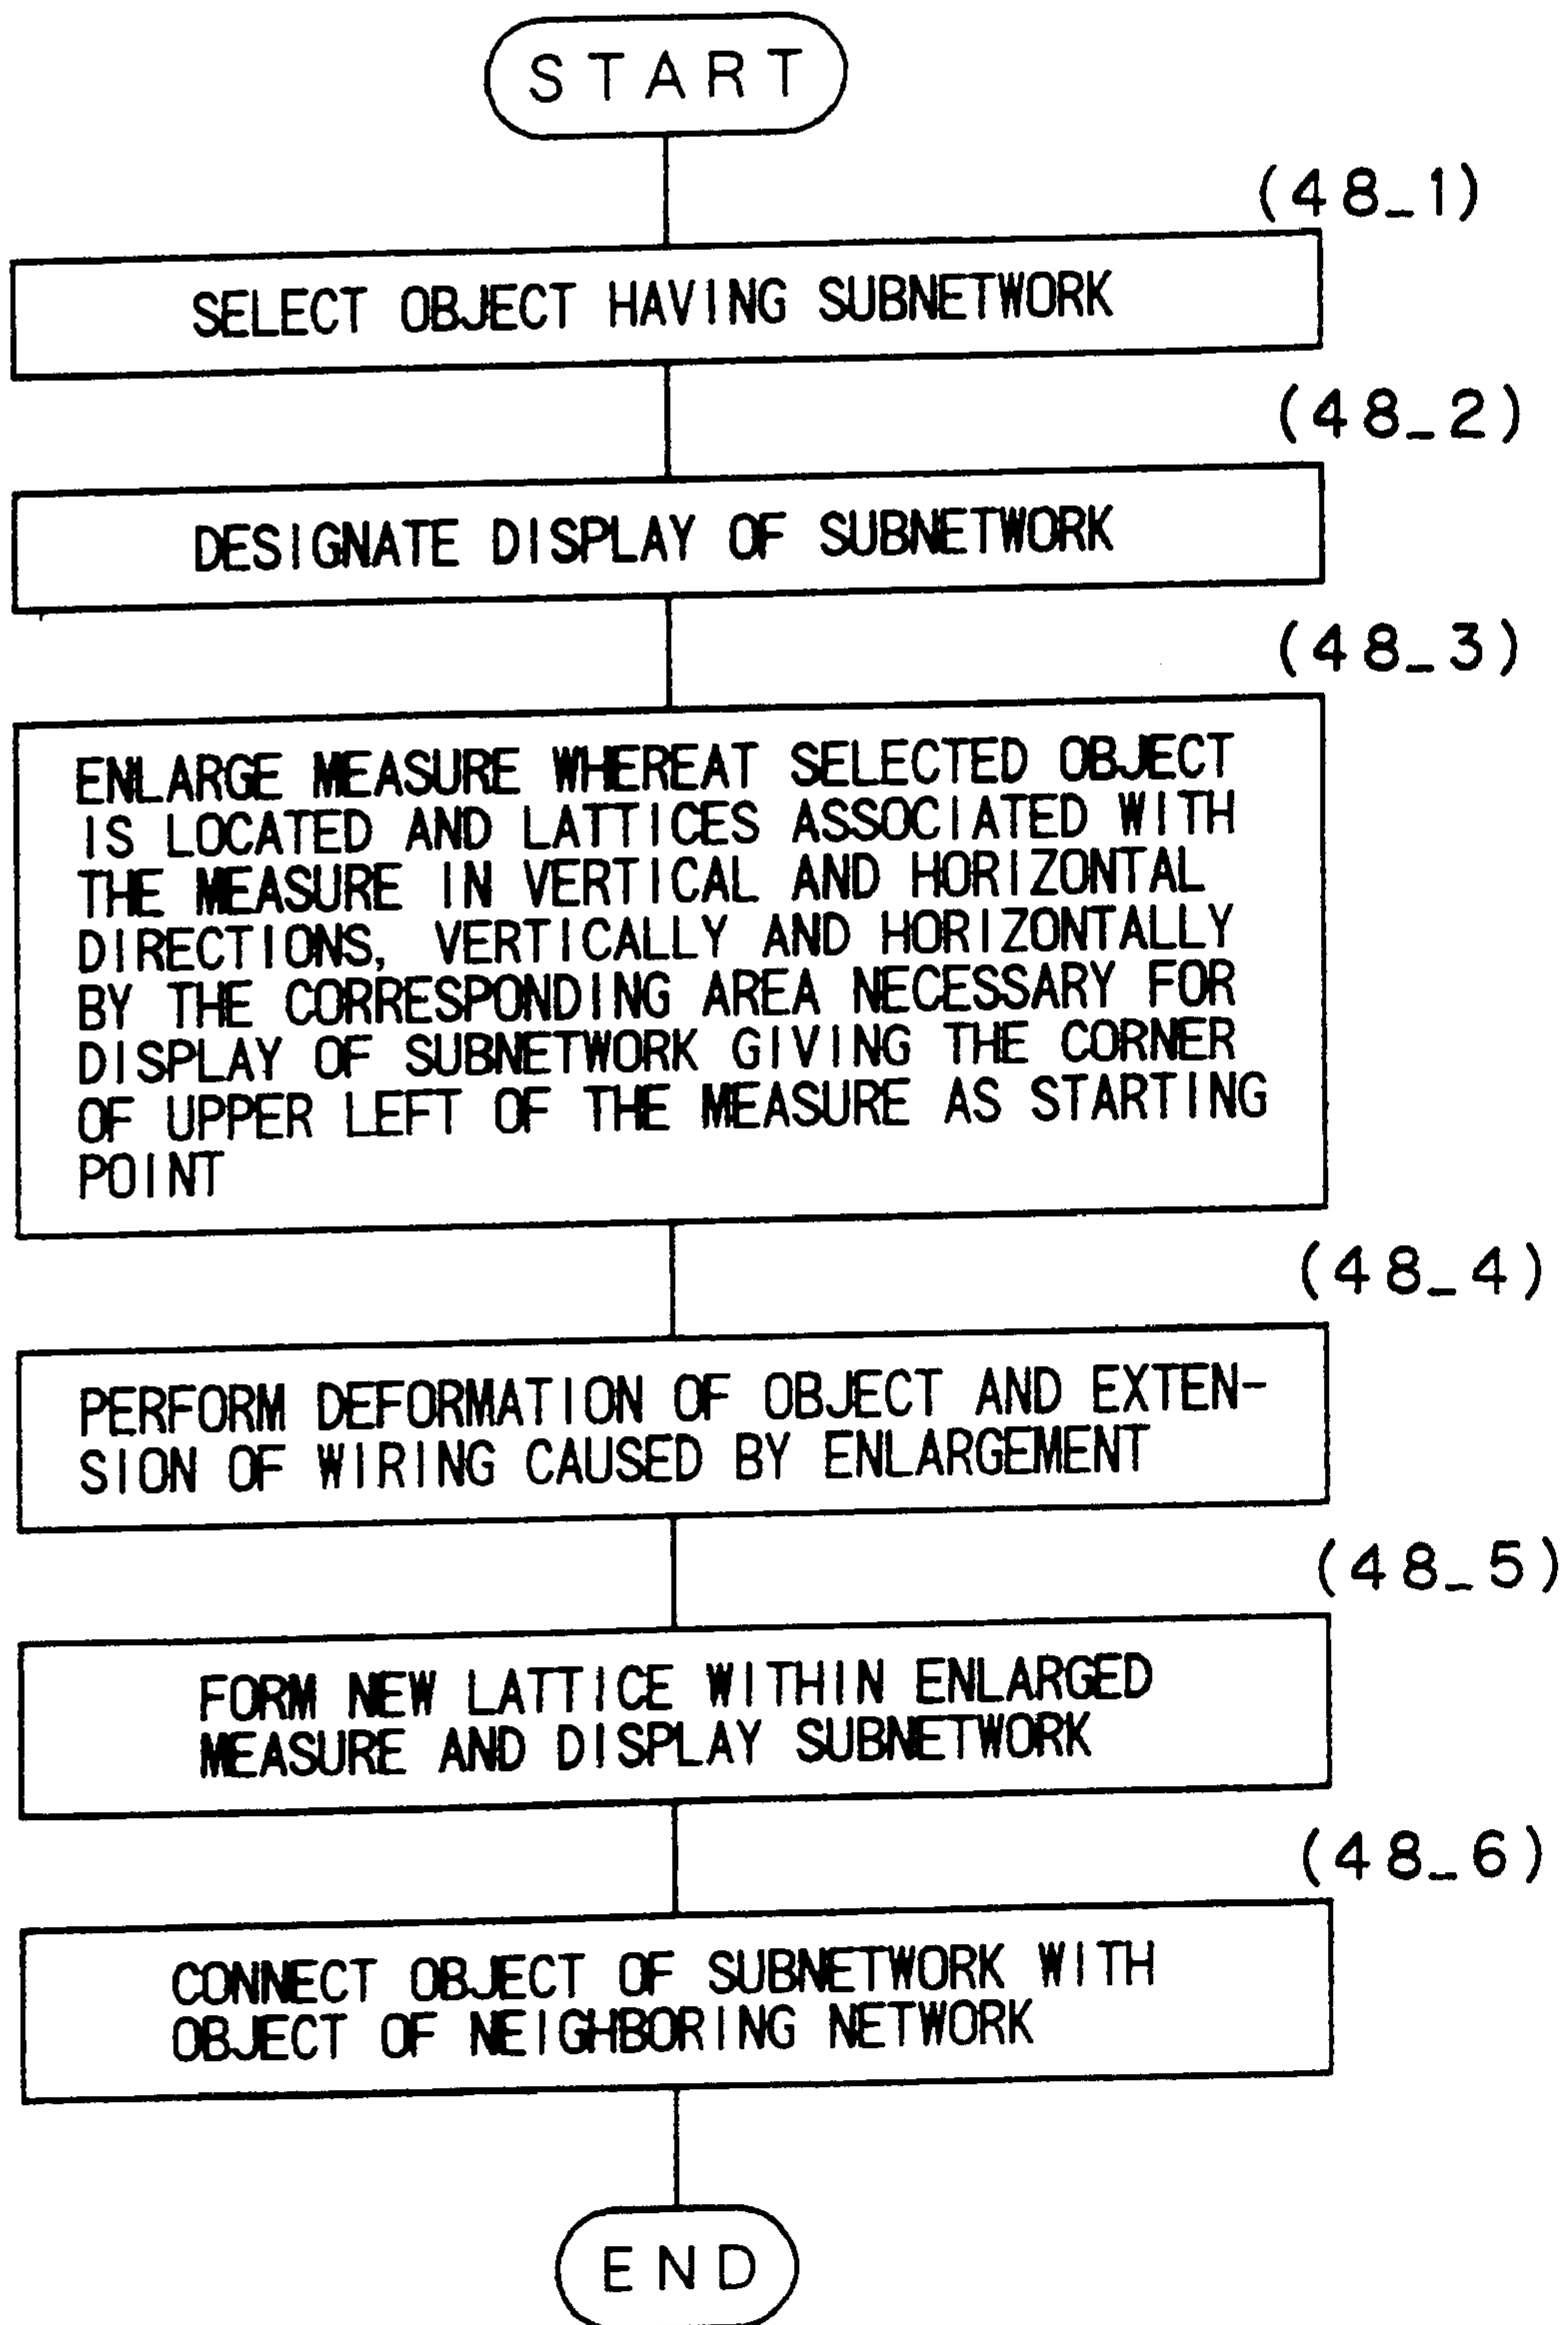 START
(48_1)
SELECT OBJECT HAVING SUBNETWORK
(48_2)
DESIGNATE DISPLAY OF SUBNETWORK
(48_3)
ENLARGE MEASURE WHEREAT SELECTED OBJECT
IS LOCATED AND LATTICES ASSOCIATED WITH
THE MEASURE IN VERTICAL AND HORIZONTAL
DIRECTIONS, VERTICALLY AND HORIZONTALLY
BY THE CORRESPONDING AREA NECESSARY FOR
DISPLAY OF SUBNETWORK GIVING THE CORNER
OF UPPER LEFT OF THE MEASURE AS STARTING
POINT
(48_4)
PERFORM DEFORMATION OF OBJECT AND EXTEN-
SION OF WIRING CAUSED BY ENLARGEMENT
(48_5)
FORM NEW LATTICE WITHIN ENLARGED
MEASURE AND DISPLAY SUBNETWORK
(48_6)
CONNECT OBJECT OF SUBNETWORK WITH
OBJECT OF NEIGHBORING NETWORK
END